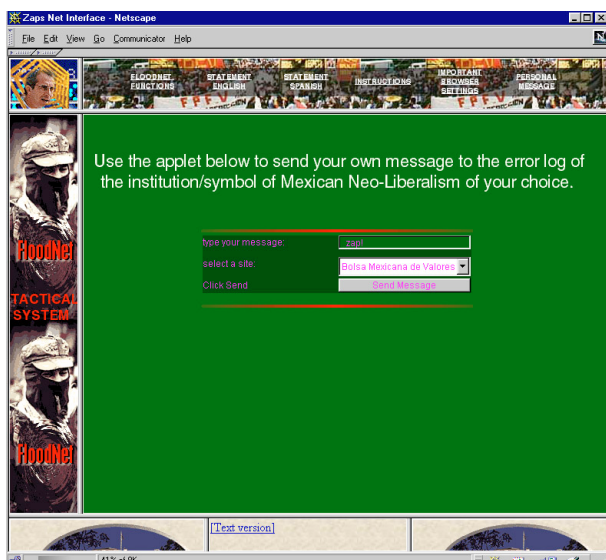 Zaps Net Interface - Netscape
File Edit View Go Communicator Help
N
FLOODNET FUNCTIONS
STATEMENT ENGLISH
STATEMENT SPANISH
INSTRUCTIONS
IMPORTANT BROWSER SETTINGS
PERSONAL MESSAGE
FPFV
Use the applet below to send your own message to the error log of
the institution/symbol of Mexican Neo-Liberalism of your choice.
type your message: zap!
select a site: Bolsa Mexicana de Valores
Click Send Send Message
FloodNet
TACTICAL
SYSTEM
FloodNet
[Text version]